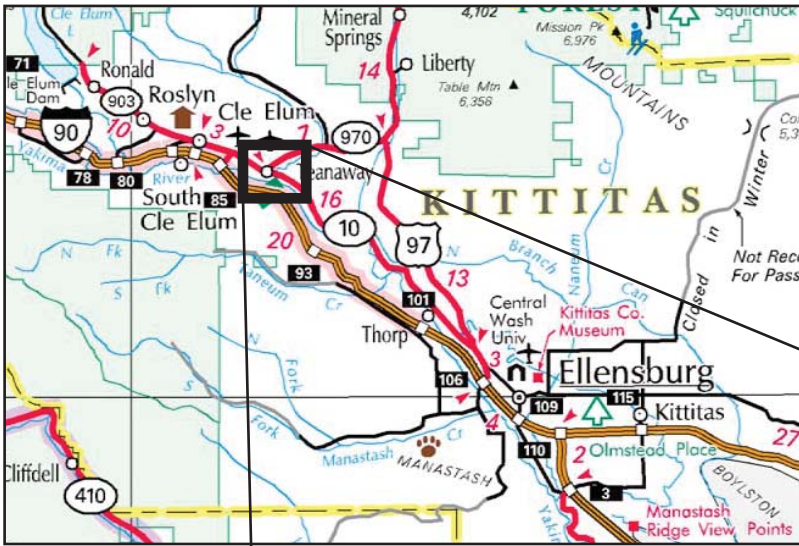 Cle Elum
L
Mineral
Springs
4,102
FOREST
Squilchuck
Mission Pk
6,976
71
Ronald
14
Liberty
MOUNTAINS
le Elum
Dam
903
Roslyn
Table Mtn
6,358
Cle Elum
90
10
3
7
970
Yakima
River
78
80
South
Cle Elum
85
eanaway
16
KITTITAS
Cr
Closed in Winter
10
97
N Fk
S Fk
20
93
Taneum
Cr
N
Branch
Naneum
Can
13
Not Rec
For Pass
101
Central
Wash
Univ
Kittitas Co.
Museum
Thorp
3
N
Fork
S
Fork
106
Ellensburg
109
115
Kittitas
4
110
27
Manastash
Cr
MANASTASH
2
Olmstead Place
Cliffdell
410
3
BOYLSTON
Manastash
Ridge View Points